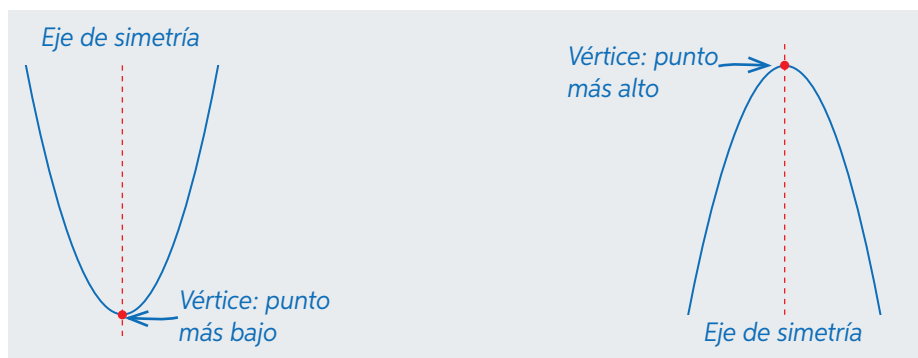 Eje de simetría
Vértice: punto
más bajo
Vértice: punto
más alto
Eje de simetría